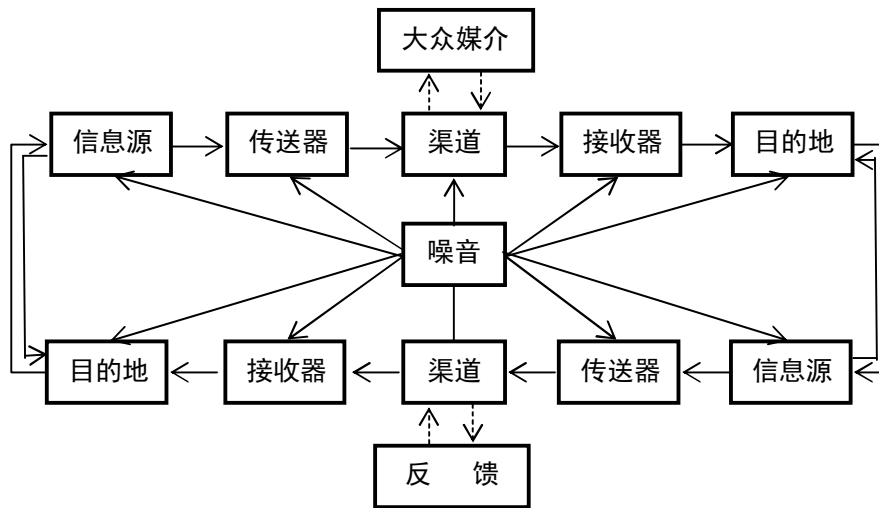 大众媒介
信息源 传送器 渠道 接收器 目的地
噪音
目的地 接收器 渠道 传送器 信息源
反 馈